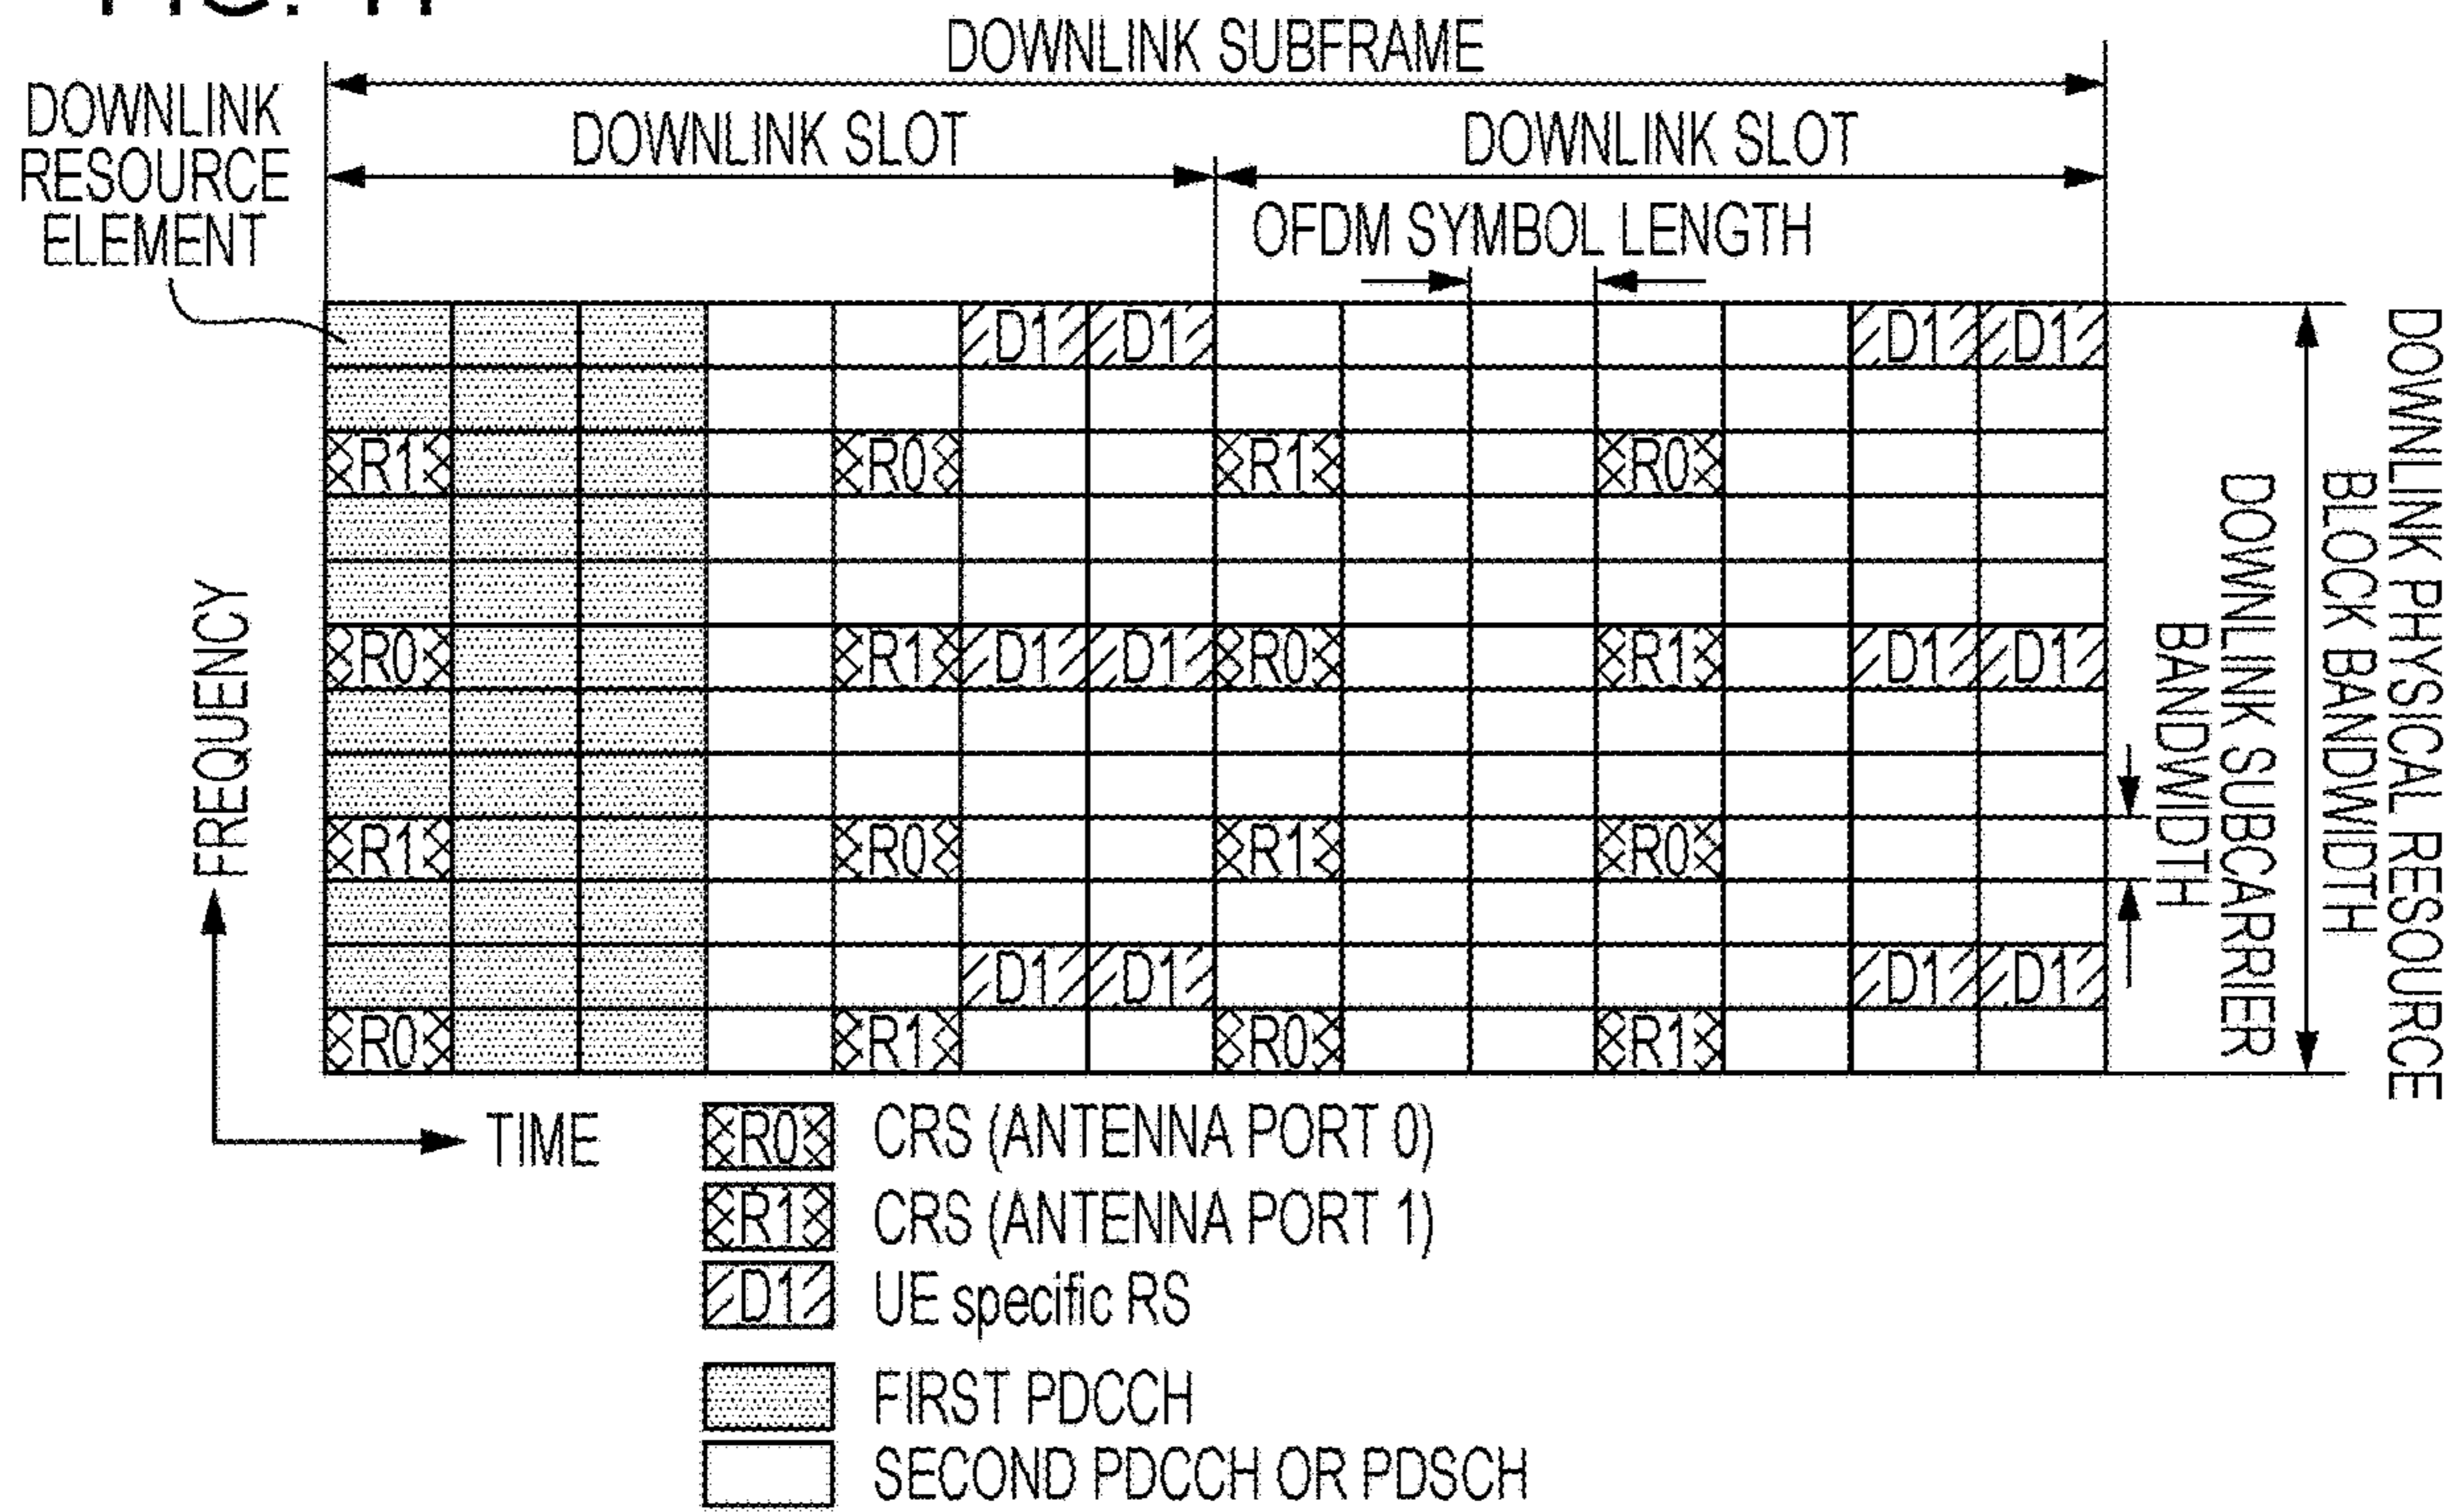 DOWNLINK SUBFRAME
DOWNLINK
RESOURCE
ELEMENT
DOWNLINK SLOT DOWNLINK SLOT
OFDM SYMBOL LENGTH
D1 D1 D1 D1
R1 R0 R1 R0
R0 R1 D1 D1 R0 R1 D1 D1
R1 R0 R1 R0
D1 D1 D1 D1
R0 R1 R0 R1
FREQUENCY
TIME
DOWNLINK SUBCARRIER
BANDWIDTH
DOWNLINK PHYSICAL RESOURCE
BLOCK BANDWIDTH
R0 CRS (ANTENNA PORT 0)
R1 CRS (ANTENNA PORT 1)
D1 UE specific RS
FIRST PDCCH
SECOND PDCCH OR PDSCH